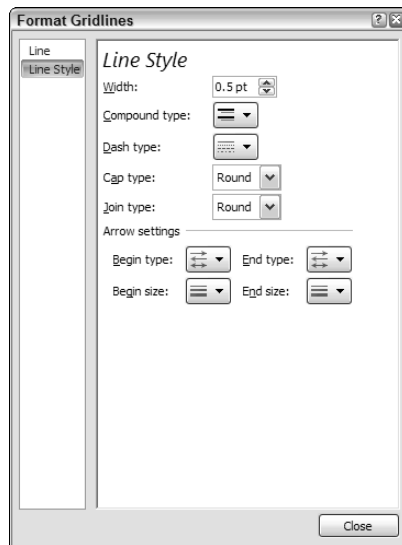 Format Gridlines
Line
Line Style
Line Style
Width: 0.5 pt
Compound type:
Dash type:
Cap type: Round
Join type: Round
Arrow settings
Begin type: End type:
Begin size: End size:
Close